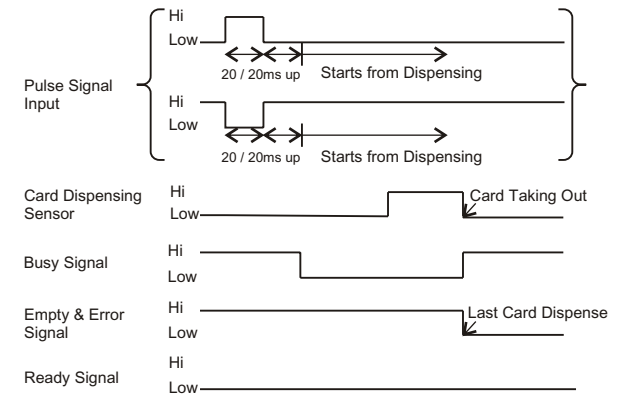 Hi
Low
20 / 20ms up Starts from Dispensing
Pulse Signal
Input
Hi
Low
20 / 20ms up Starts from Dispensing
Card Dispensing
Sensor
Hi
Low
Card Taking Out
Busy Signal
Hi
Low
Empty & Error
Signal
Hi
Low
Last Card Dispense
Ready Signal
Hi
Low